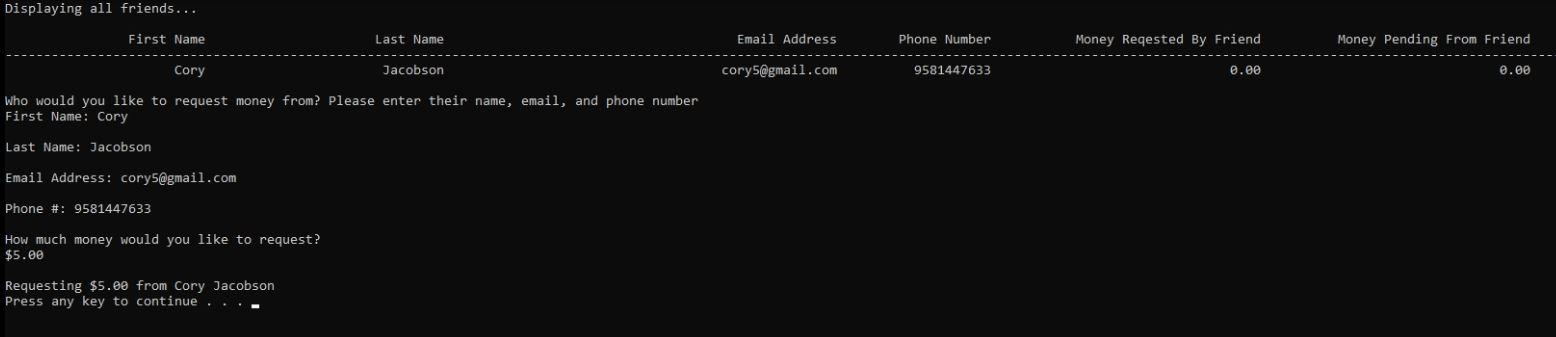 Displaying all friends...
First Name Last Name Email Address Phone Number Money Reqested By Friend Money Pending From Friend
--------------------------------------------------------------------------------------------------------------------------------------------------------------------------------------------------------
Cory Jacobson cory5@gmail.com 9581447633 0.00 0.00
Who would you like to request money from? Please enter their name, email, and phone number
First Name: Cory
Last Name: Jacobson
Email Address: cory5@gmail.com
Phone #: 9581447633
How much money would you like to request?
$5.00
Requesting $5.00 from Cory Jacobson
Press any key to continue . . .